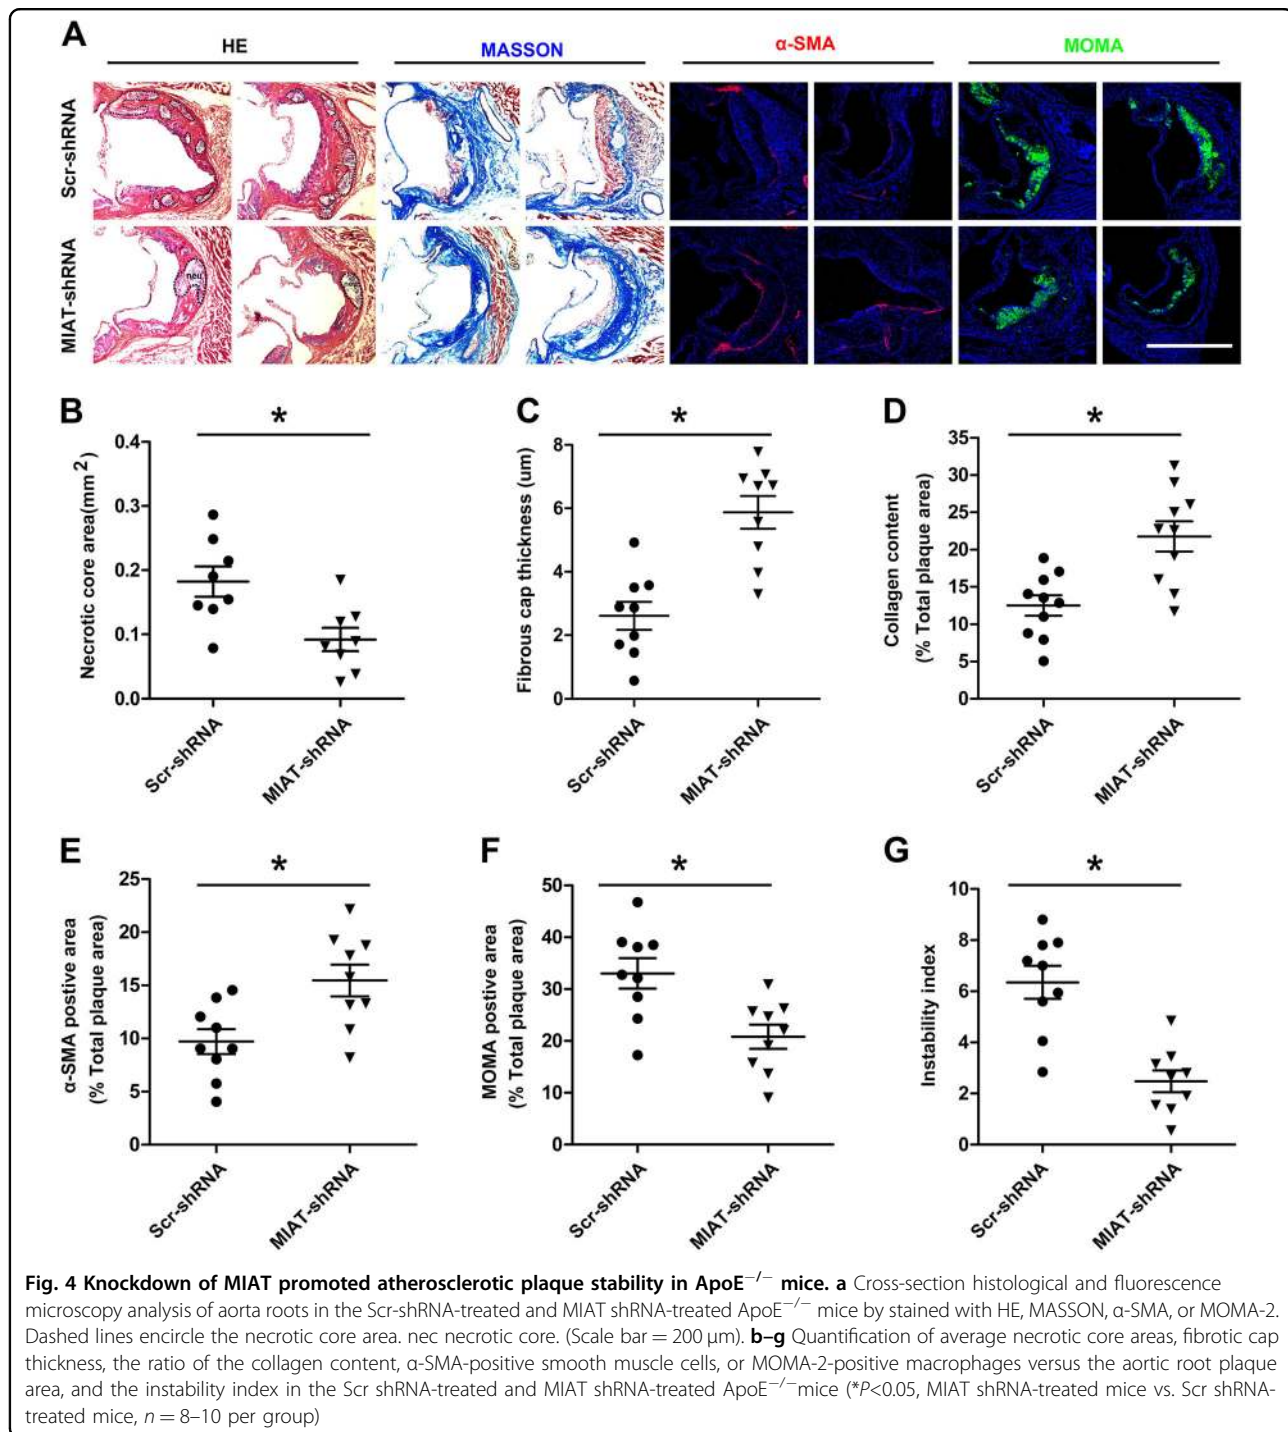 A
HE
MASSON
α-SMA
MOMA
Scr-shRNA
MIAT-shRNA
B
*
Necrotic core area(mm²)
0.4
0.3
0.2
0.1
0.0
Scr-shRNA
MIAT-shRNA
C
*
Fibrous cap thickness (um)
8
6
4
2
0
Scr-shRNA
MIAT-shRNA
D
*
Collagen content
(% Total plaque area)
35
30
25
20
15
10
5
0
Scr-shRNA
MIAT-shRNA
E
*
α-SMA postive area
(% Total plaque area)
25
20
15
10
5
0
Scr-shRNA
MIAT-shRNA
F
*
MOMA postive area
(% Total plaque area)
50
40
30
20
10
0
Scr-shRNA
MIAT-shRNA
G
*
Instability index
10
8
6
4
2
0
Scr-shRNA
MIAT-shRNA
Fig. 4 Knockdown of MIAT promoted atherosclerotic plaque stability in ApoE⁻/⁻ mice. a Cross-section histological and fluorescence
microscopy analysis of aorta roots in the Scr-shRNA-treated and MIAT shRNA-treated ApoE⁻/⁻ mice by stained with HE, MASSON, α-SMA, or MOMA-2.
Dashed lines encircle the necrotic core area. nec necrotic core. (Scale bar = 200 μm). b–g Quantification of average necrotic core areas, fibrotic cap
thickness, the ratio of the collagen content, α-SMA-positive smooth muscle cells, or MOMA-2-positive macrophages versus the aortic root plaque
area, and the instability index in the Scr shRNA-treated and MIAT shRNA-treated ApoE⁻/⁻mice (*P<0.05, MIAT shRNA-treated mice vs. Scr shRNA-
treated mice, n = 8–10 per group)